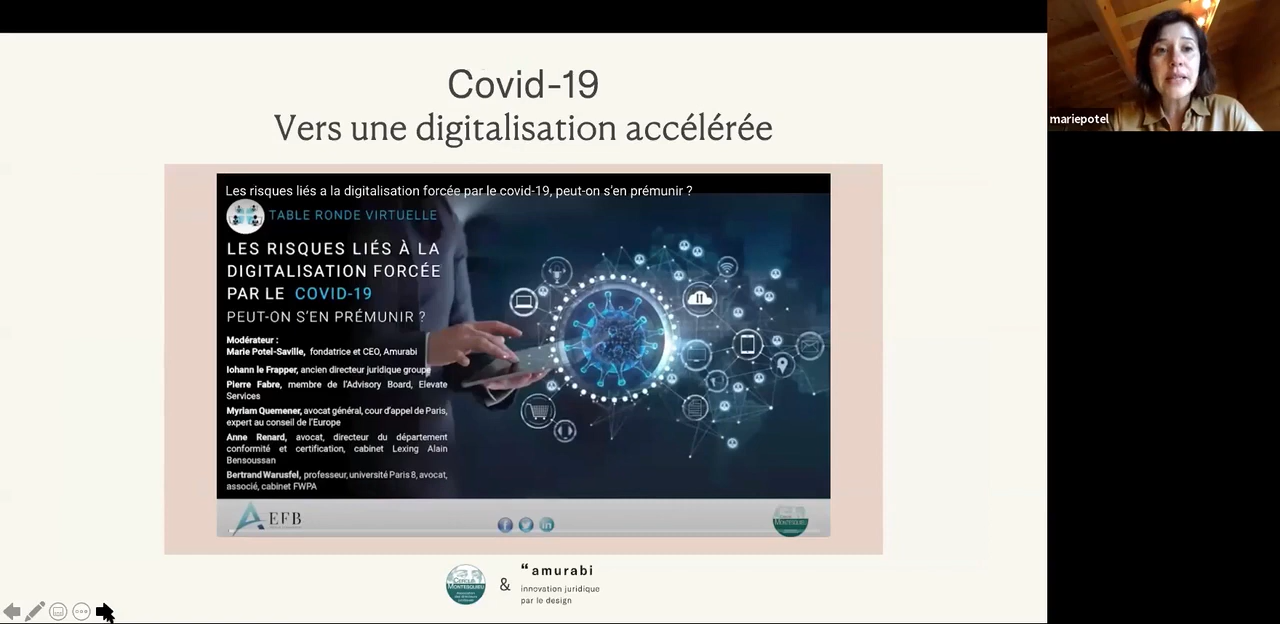 Covid-19
Vers une digitalisation accélérée
mariepotel
Les risques liés a la digitalisation forcée par le covid-19, peut-on s'en prémunir ?
TABLE RONDE VIRTUELLE
LES RISQUES LIÉS À LA
DIGITALISATION FORCÉE
PAR LE COVID-19
PEUT-ON S'EN PRÉMUNIR ?
Modérateur :
Marie Potel-Saville, fondatrice et CEO, Amurabi
Iohann le Frapper, ancien directeur juridique groupe
Pierre Fabre, membre de l'Advisory Board, Elevate
Services
Myriam Quemener, avocat général, cour d'appel de Paris,
expert au conseil de l'Europe
Anne Renard, avocat, directeur du département
conformité et certification, cabinet Lexing Alain
Bensoussan
Bertrand Warusfel, professeur, université Paris 8, avocat,
associé, cabinet FWPA
EFB
MONTESQUIEU
CERCLE
MONTESQUIEU
&
“amurabi
innovation juridique
par le design